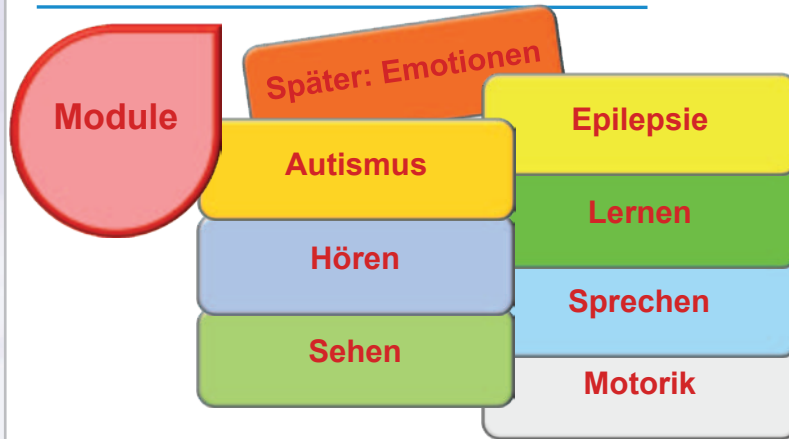 Module
Später: Emotionen
Autismus
Hören
Sehen
Epilepsie
Lernen
Sprechen
Motorik